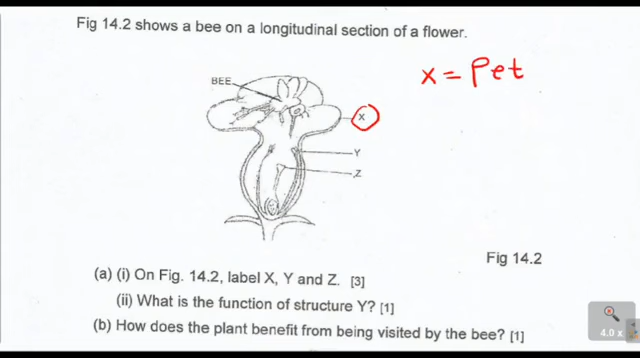 Fig 14.2 shows a bee on a longitudinal section of a flower.
x = Pet
BEE
X
Y
Z
Fig 14.2
(a) (i) On Fig. 14.2, label X, Y and Z. [3]
(ii) What is the function of structure Y? [1]
(b) How does the plant benefit from being visited by the bee? [1]
4.0 x